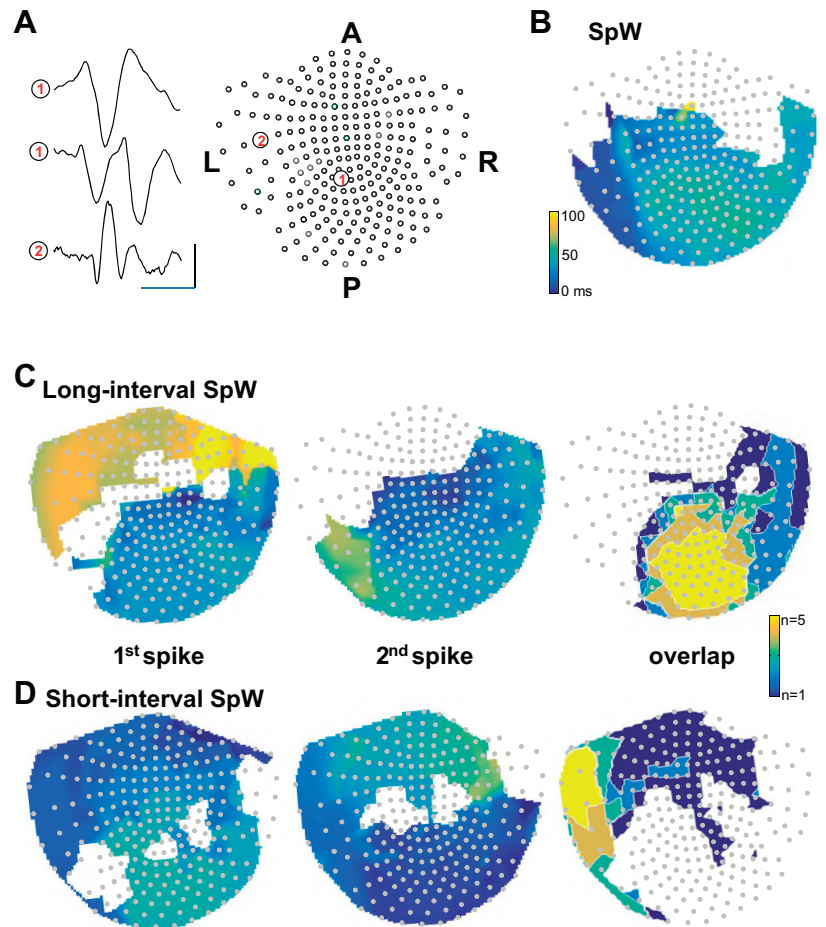 A
B
SpW
1
1
2
A
L
R
P
2
1
100
50
0 ms
C
Long-interval SpW
1st spike
2nd spike
overlap
n=5
n=1
D
Short-interval SpW